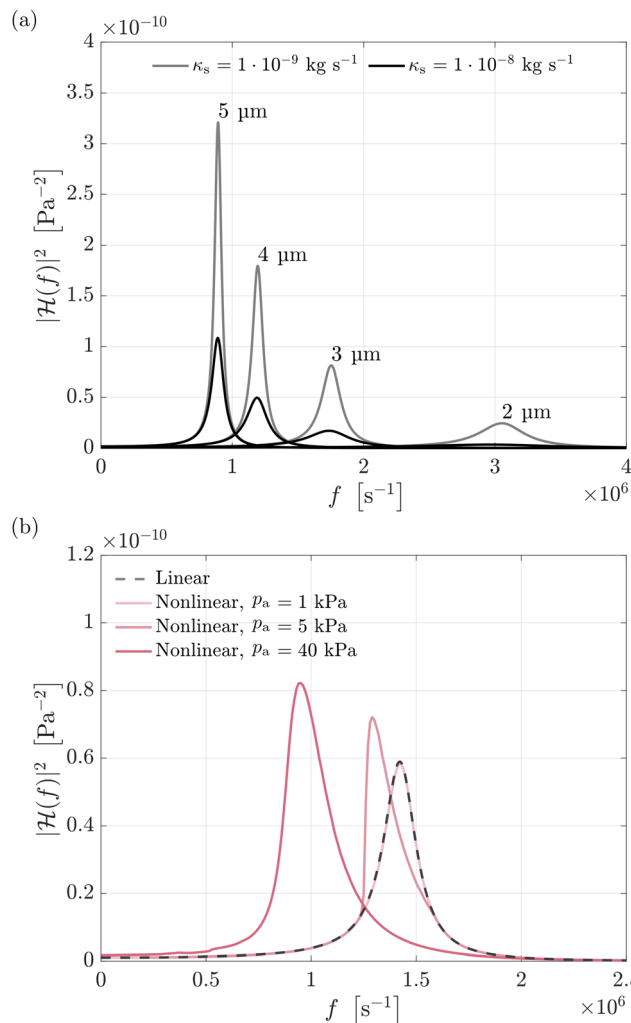 (a)
×10⁻¹⁰
κₛ = 1 · 10⁻⁹ kg s⁻¹ κₛ = 1 · 10⁻⁸ kg s⁻¹
4
3.5
3
2.5
2
1.5
1
0.5
0
|ℋ(f)|² [Pa⁻²]
5 µm
4 µm
3 µm
2 µm
0 1 2 3 4
f [s⁻¹]
×10⁶
(b)
×10⁻¹⁰
1.2
1
0.8
0.6
0.4
0.2
0
|ℋ(f)|² [Pa⁻²]
Linear
Nonlinear, pₐ = 1 kPa
Nonlinear, pₐ = 5 kPa
Nonlinear, pₐ = 40 kPa
0 0.5 1 1.5 2 2.5
f [s⁻¹]
×10⁶